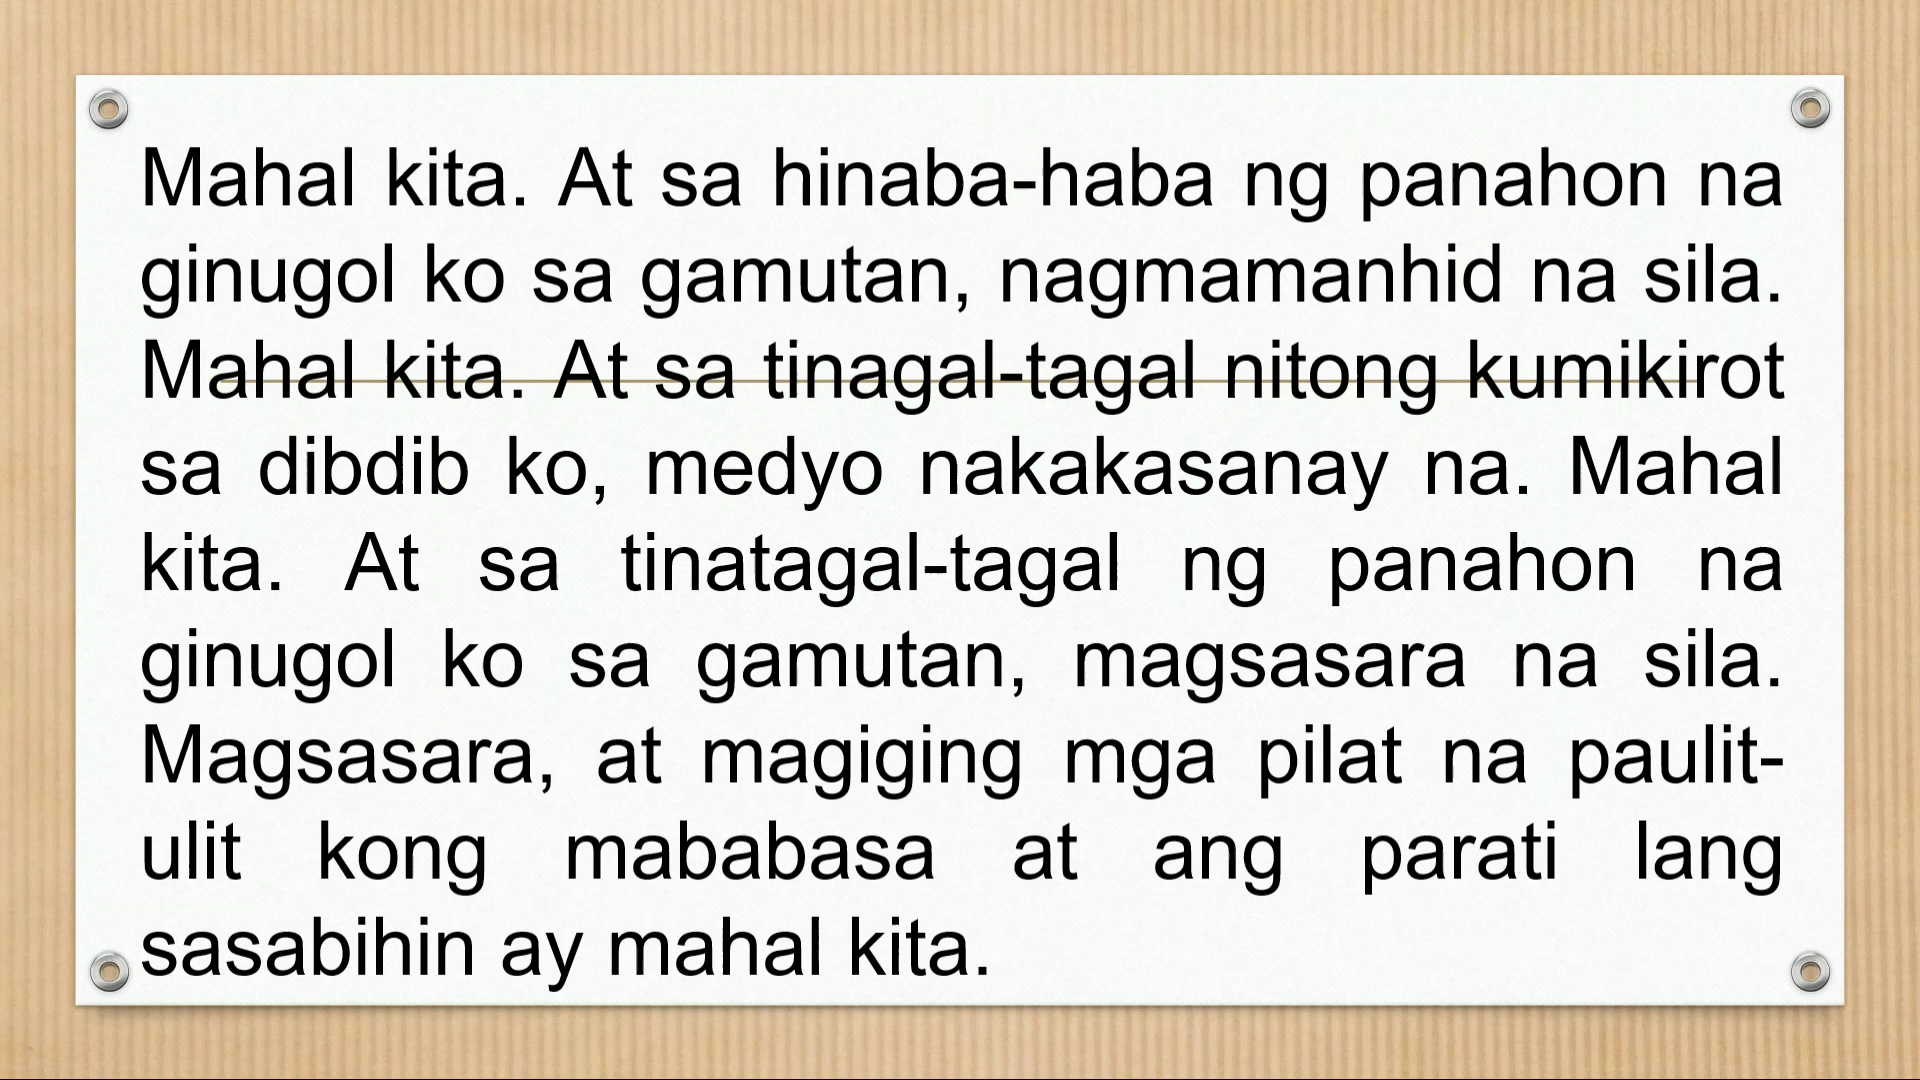 Mahal kita. At sa hinaba-haba ng panahon na
ginugol ko sa gamutan, nagmamanhid na sila.
Mahal kita. At sa tinagal-tagal nitong kumikirot
sa dibdib ko, medyo nakakasanay na. Mahal
kita. At sa tinatagal-tagal ng panahon na
ginugol ko sa gamutan, magsasara na sila.
Magsasara, at magiging mga pilat na paulit-
ulit kong mababasa at ang parati lang
sasabihin ay mahal kita.